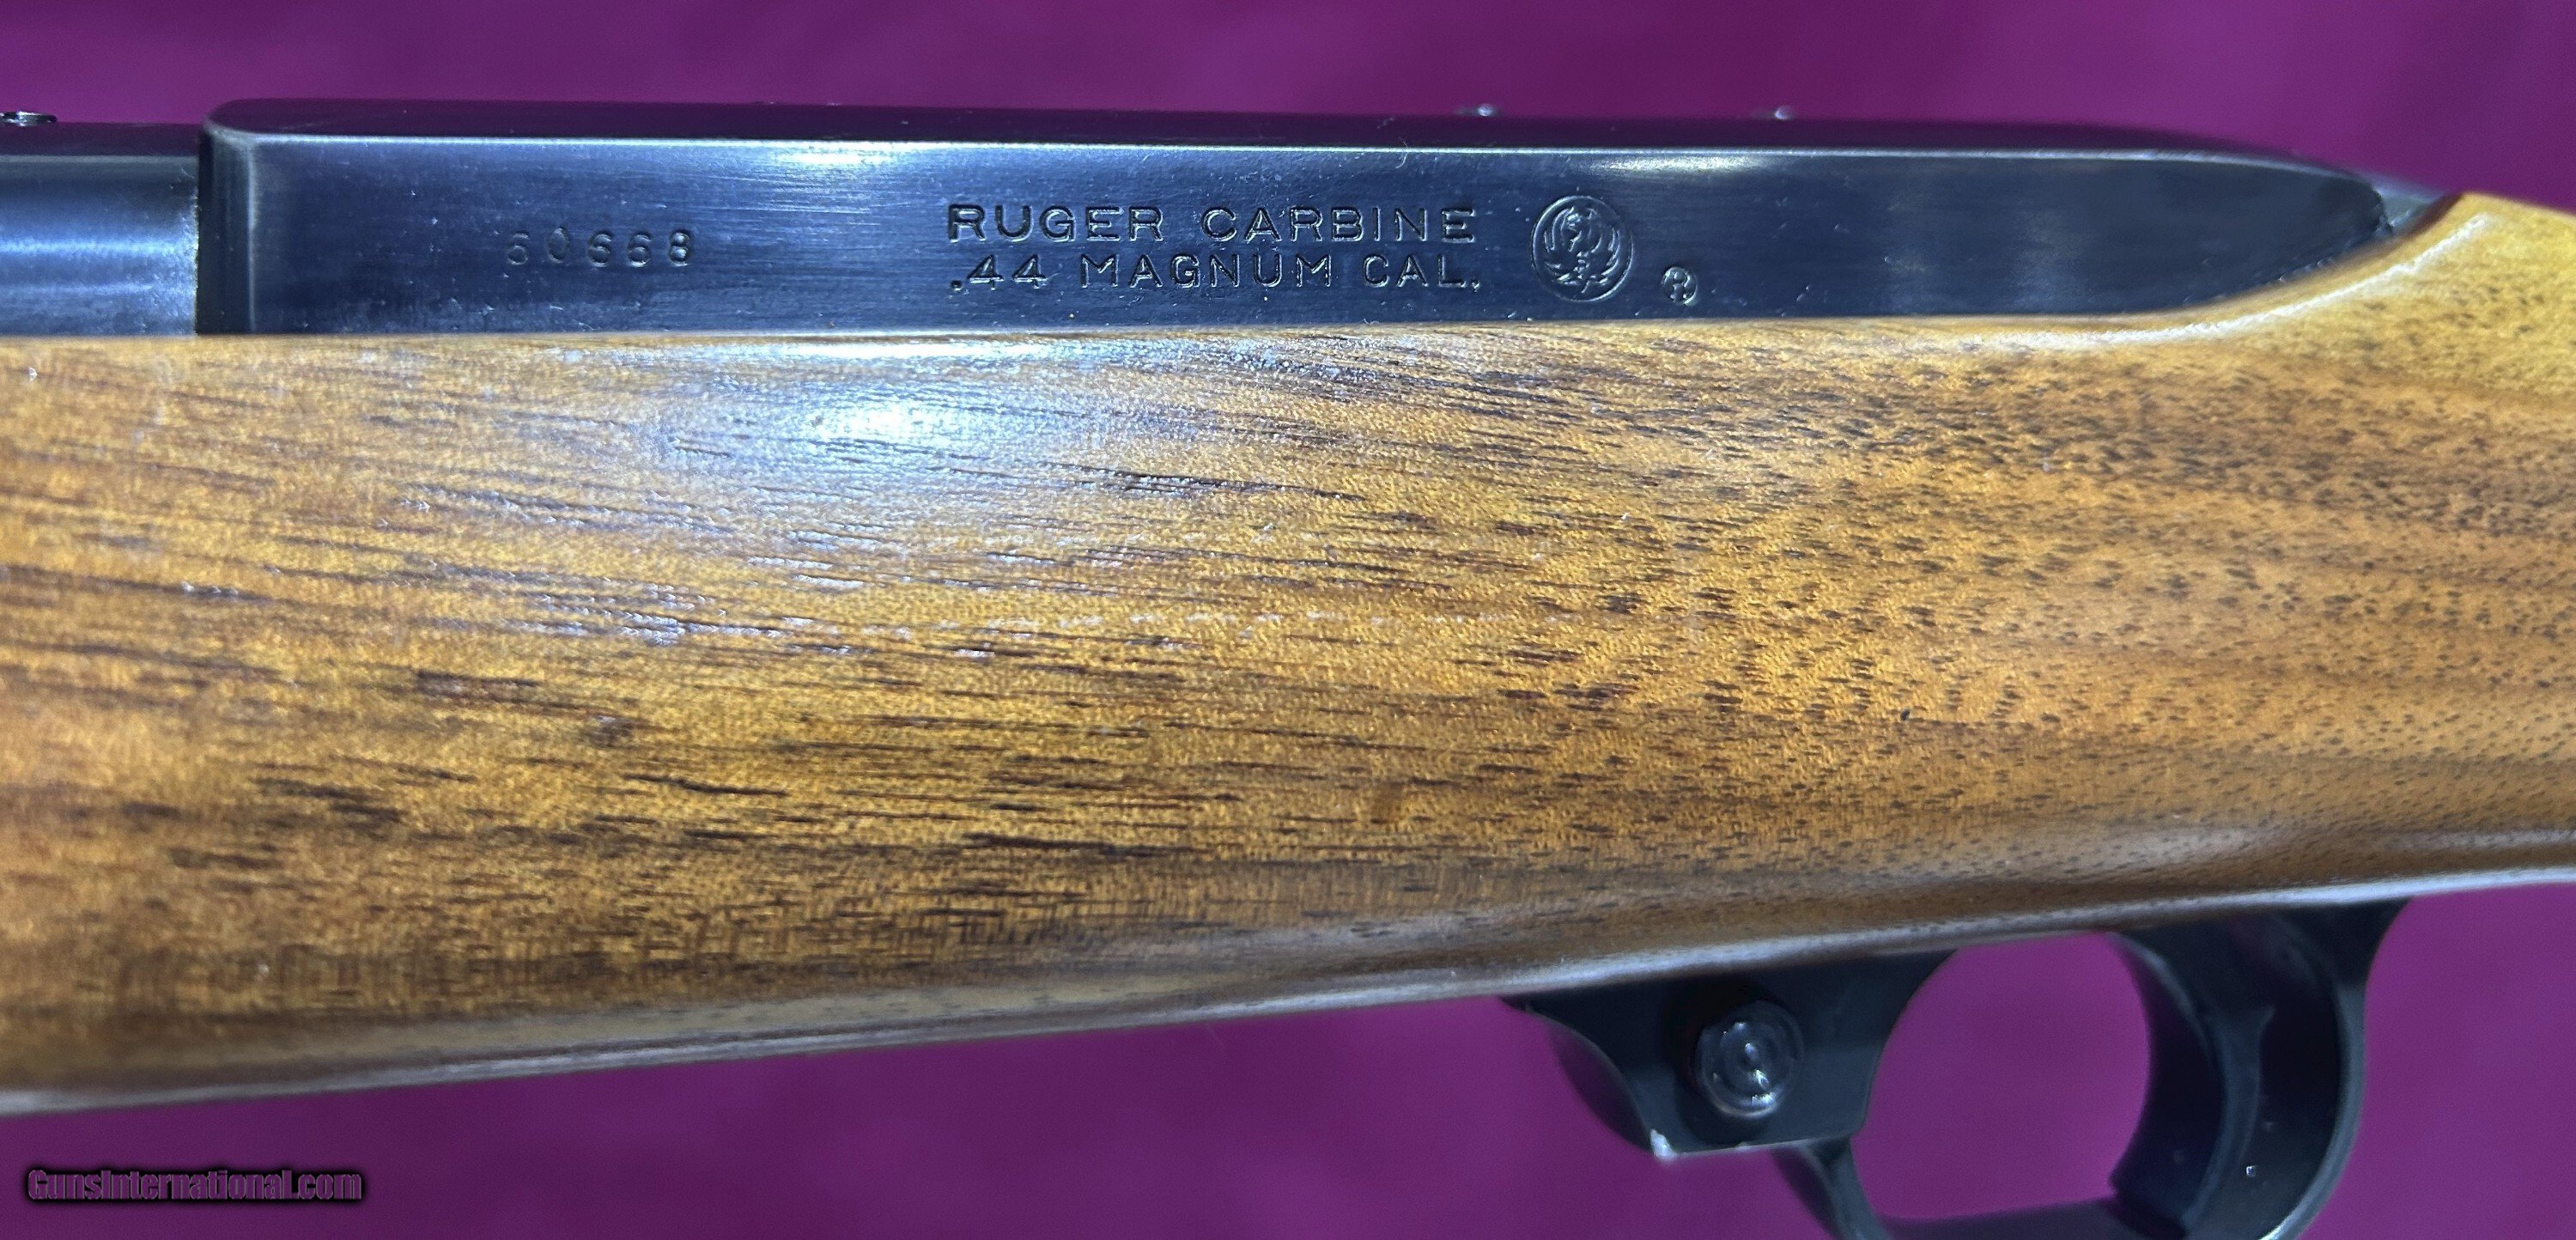 60668
RUGER CARBINE
.44 MAGNUM CAL.
®
GunsInternational.com